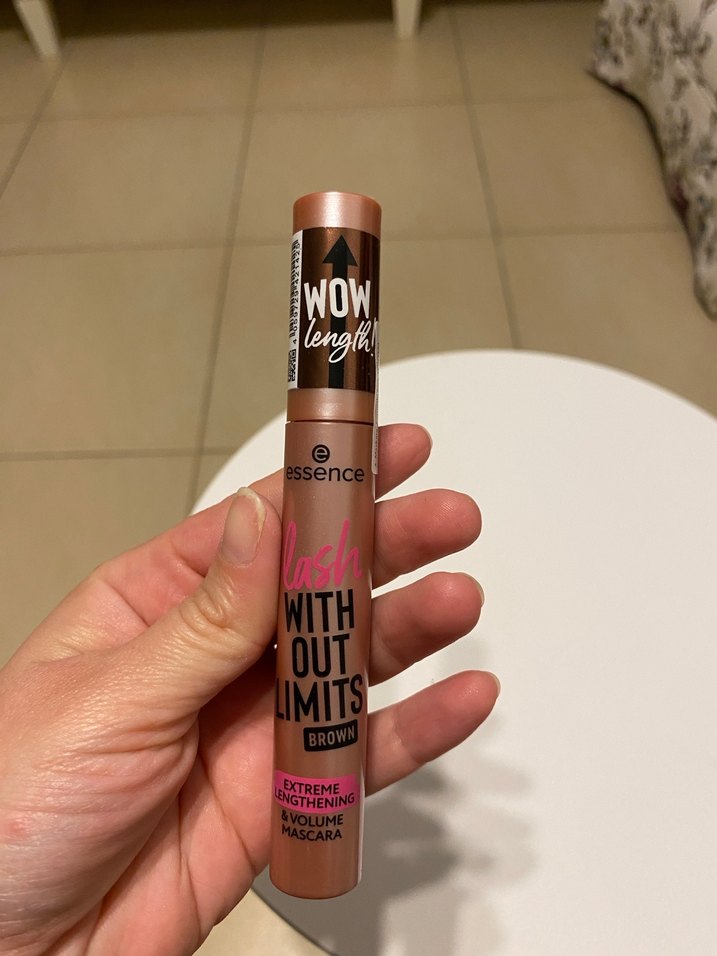 WOW
length!
e
essence
lash
WITH
OUT
LIMITS
BROWN
EXTREME
LENGTHENING
& VOLUME
MASCARA